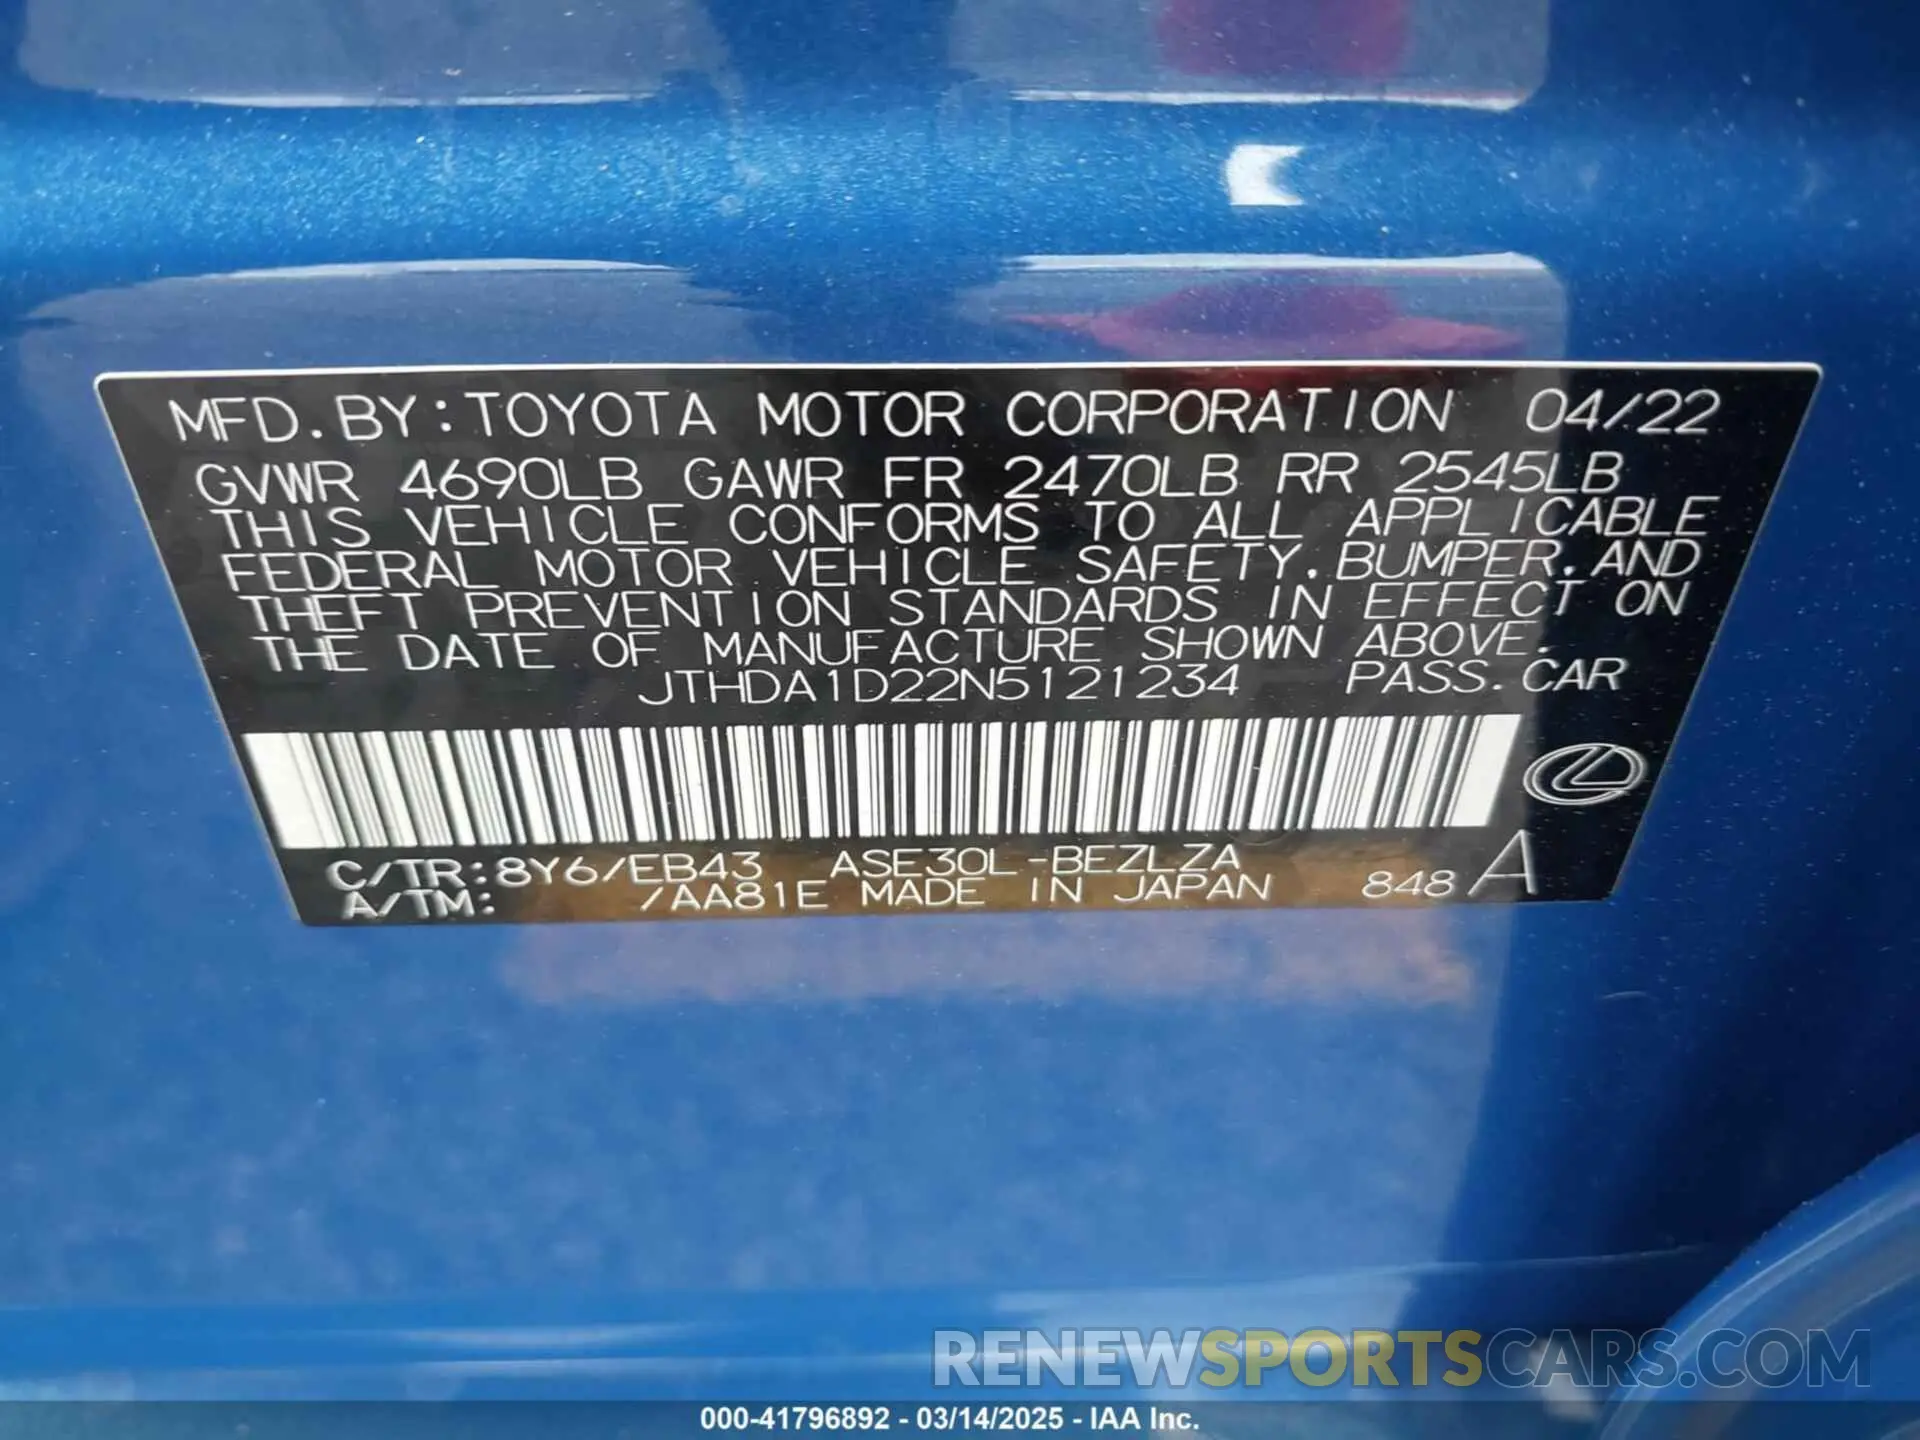 MFD. BY: TOYOTA MOTOR CORPORATION 04/22
GVWR 4690LB GAWR FR 2470LB RR 2545LB
THIS VEHICLE CONFORMS TO ALL APPLICABLE
FEDERAL MOTOR VEHICLE SAFETY, BUMPER, AND
THEFT PREVENTION STANDARDS IN EFFECT ON
THE DATE OF MANUFACTURE SHOWN ABOVE.
JTHDA1D22N5121234 PASS. CAR
C/TR: 8Y6/EB43 ASE30L-BEZLZA
A/TM: /AA81E MADE IN JAPAN 848 A
RENEWSPORTSCARS.COM
000-41796892 - 03/14/2025 - IAA Inc.